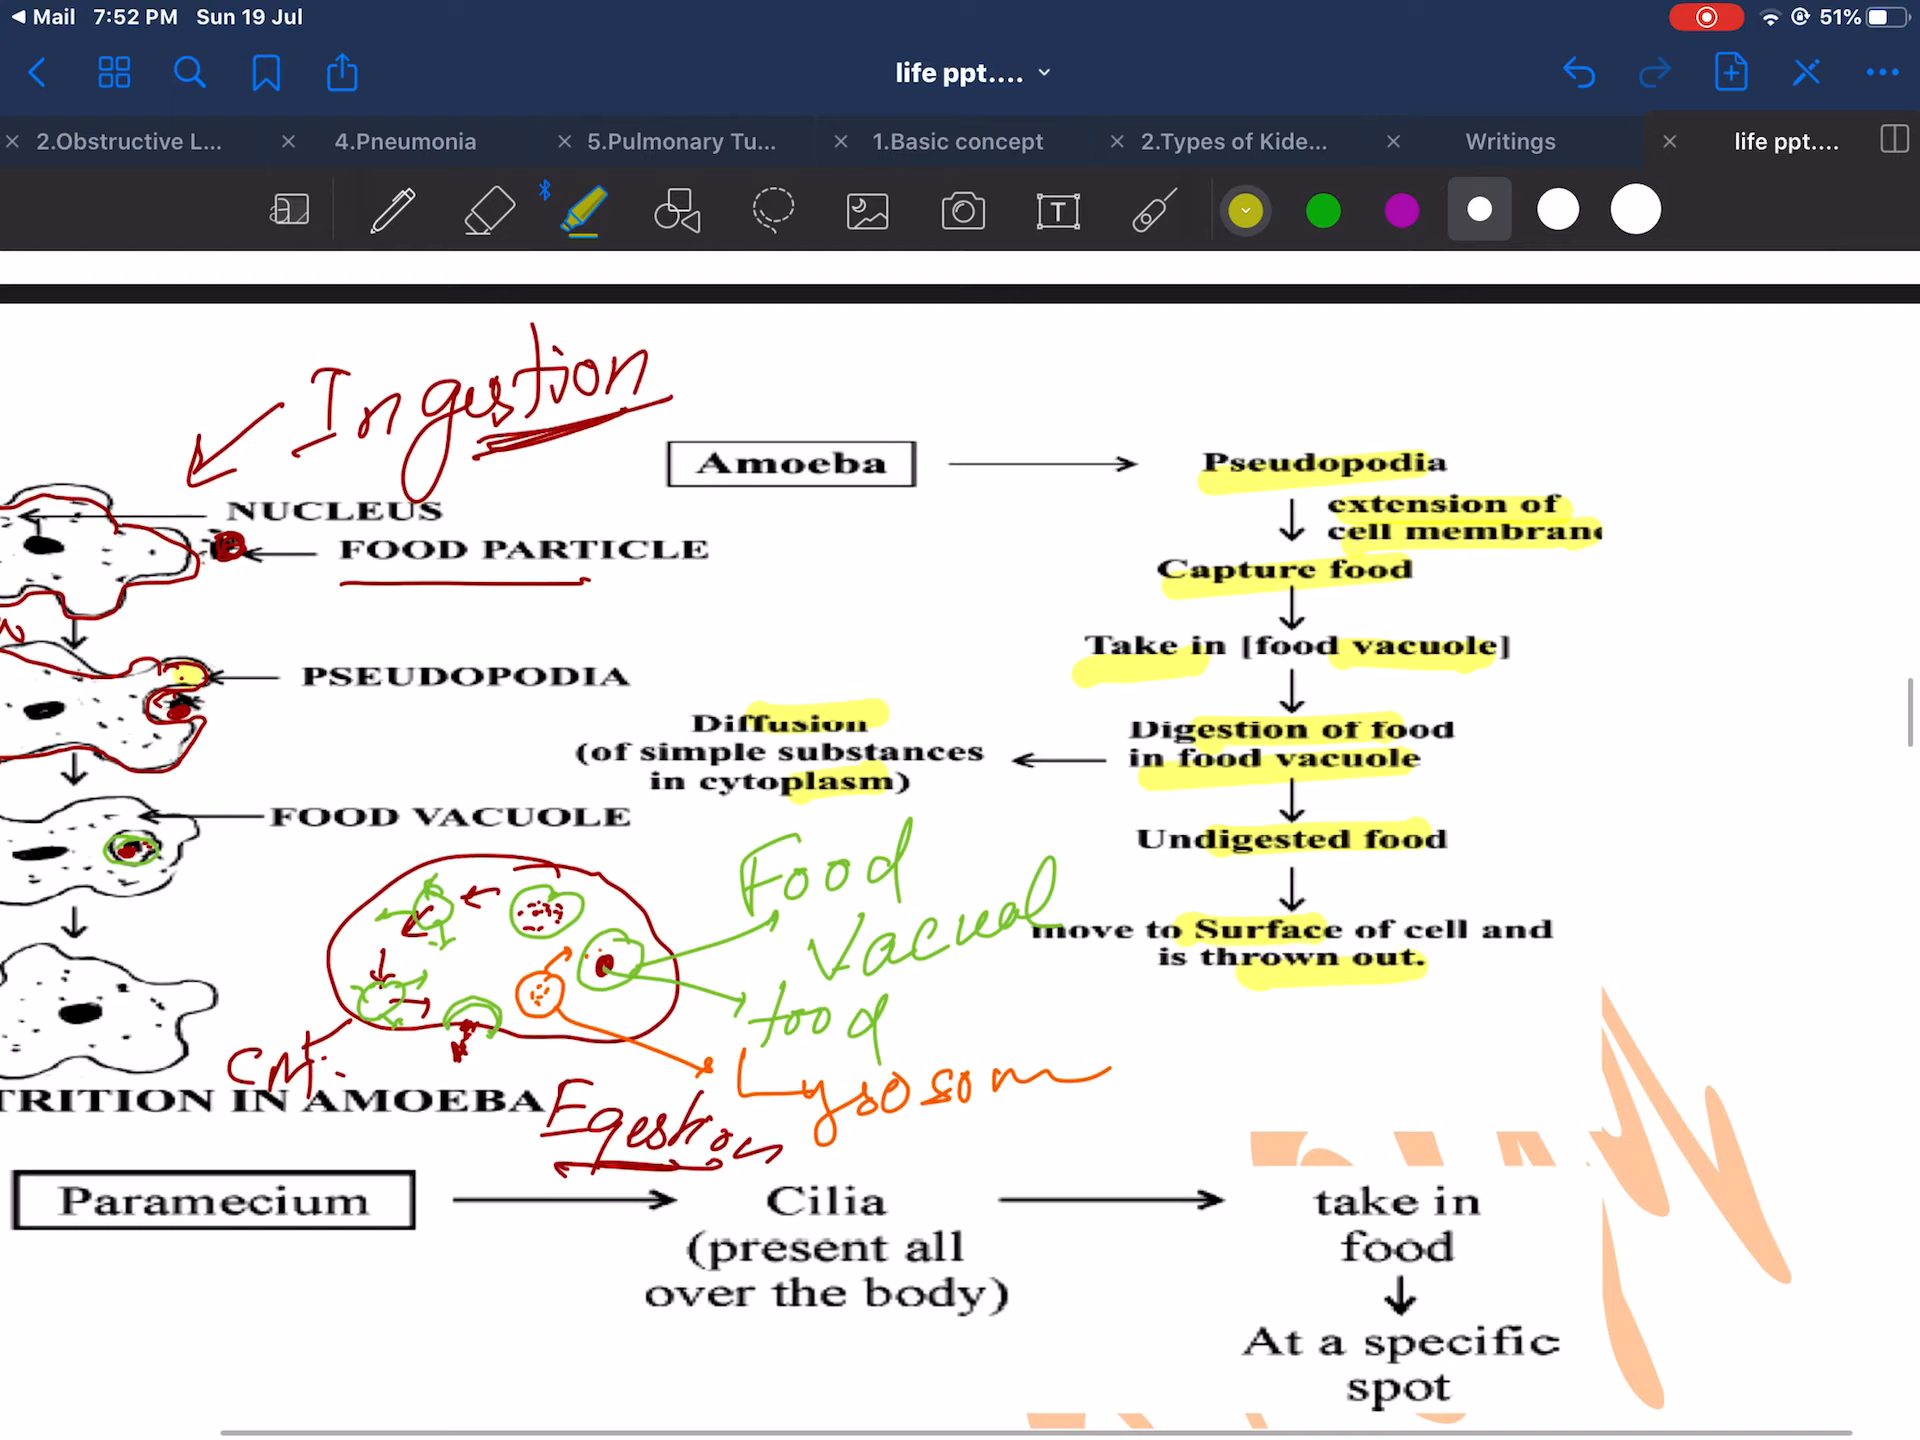 Mail 7:52 PM Sun 19 Jul
51%
life ppt....
2.Obstructive L...
4.Pneumonia
5.Pulmonary Tu...
1.Basic concept
2.Types of Kide...
Writings
life ppt....
Ingestion
NUCLEUS
FOOD PARTICLE
PSEUDOPODIA
FOOD VACUOLE
Amoeba
Pseudopodia
extension of
cell membran
Capture food
Take in [food vacuole]
Digestion of food
in food vacuole
Diffusion
(of simple substances
in cytoplasm)
Undigested food
move to Surface of cell and
is thrown out.
Food
Vacuol
food
Lysosom
Egestion
TRITION IN AMOEBA
Paramecium
Cilia
(present all
over the body)
take in
food
At a specific
spot